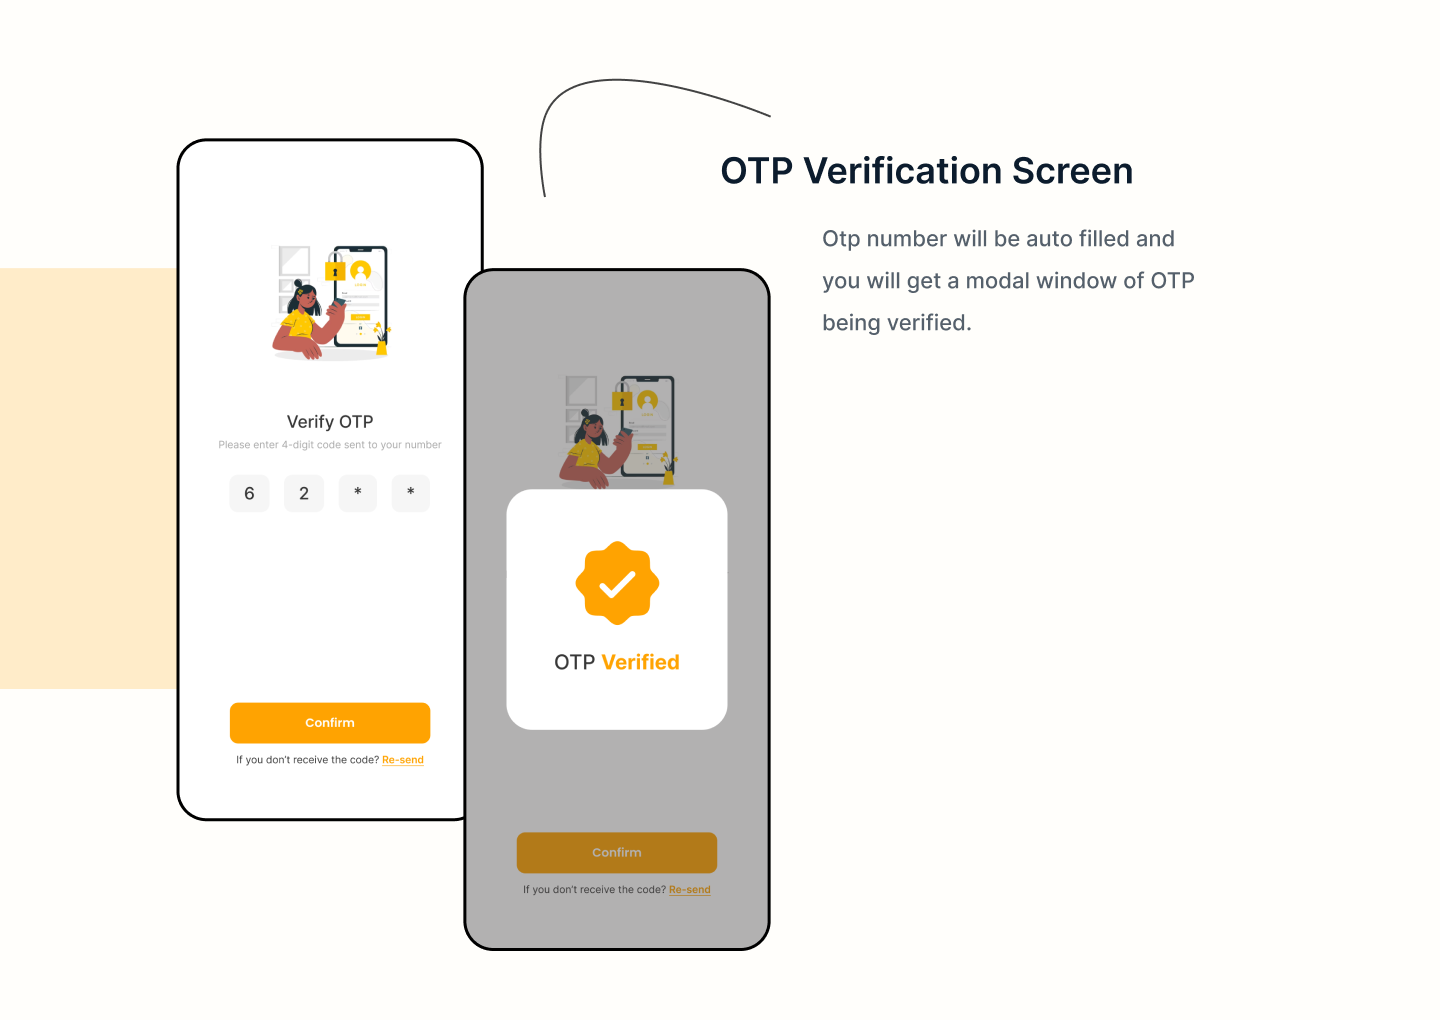 OTP Verification Screen
Otp number will be auto filled and
you will get a modal window of OTP
being verified.
Verify OTP
Please enter 4-digit code sent to your number
6 2 * *
Confirm
If you don't receive the code? Re-send
OTP Verified
Confirm
If you don't receive the code? Re-send